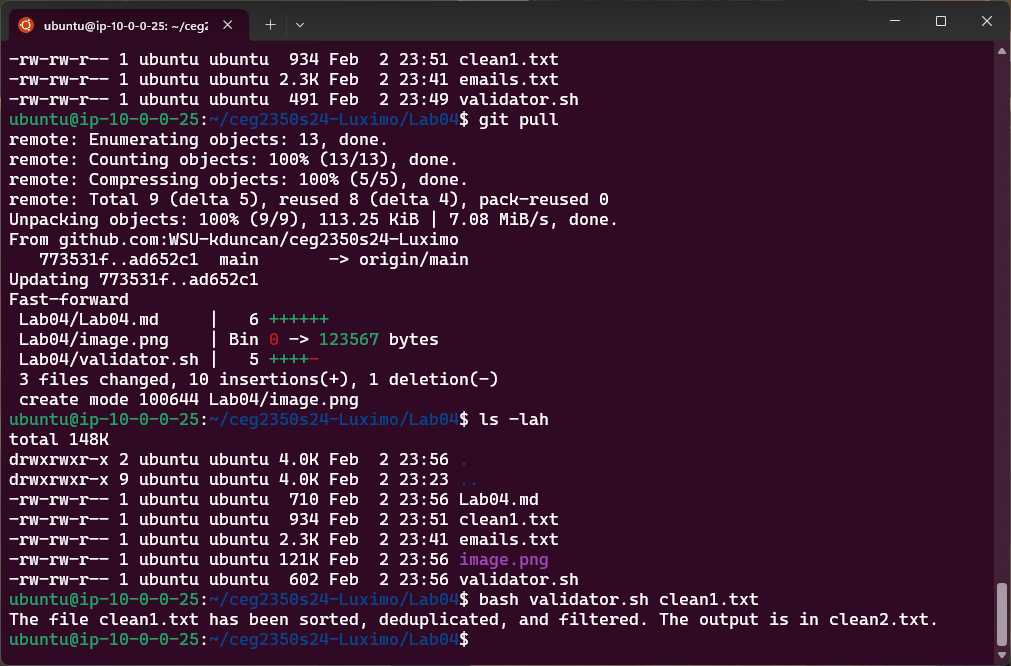 ubuntu@ip-10-0-0-25: ~/ceg2
-rw-rw-r-- 1 ubuntu ubuntu  934 Feb  2 23:51 clean1.txt
-rw-rw-r-- 1 ubuntu ubuntu 2.3K Feb  2 23:41 emails.txt
-rw-rw-r-- 1 ubuntu ubuntu  491 Feb  2 23:49 validator.sh
ubuntu@ip-10-0-0-25:~/ceg2350s24-Luximo/Lab04$ git pull
remote: Enumerating objects: 13, done.
remote: Counting objects: 100% (13/13), done.
remote: Compressing objects: 100% (5/5), done.
remote: Total 9 (delta 5), reused 8 (delta 4), pack-reused 0
Unpacking objects: 100% (9/9), 113.25 KiB | 7.08 MiB/s, done.
From github.com:WSU-kduncan/ceg2350s24-Luximo
   773531f..ad652c1  main       -> origin/main
Updating 773531f..ad652c1
Fast-forward
 Lab04/Lab04.md     |   6 ++++++
 Lab04/image.png    | Bin 0 -> 123567 bytes
 Lab04/validator.sh |   5 ++++-
 3 files changed, 10 insertions(+), 1 deletion(-)
 create mode 100644 Lab04/image.png
ubuntu@ip-10-0-0-25:~/ceg2350s24-Luximo/Lab04$ ls -lah
total 148K
drwxrwxr-x 2 ubuntu ubuntu 4.0K Feb  2 23:56 .
drwxrwxr-x 9 ubuntu ubuntu 4.0K Feb  2 23:23 ..
-rw-rw-r-- 1 ubuntu ubuntu  710 Feb  2 23:56 Lab04.md
-rw-rw-r-- 1 ubuntu ubuntu  934 Feb  2 23:51 clean1.txt
-rw-rw-r-- 1 ubuntu ubuntu 2.3K Feb  2 23:41 emails.txt
-rw-rw-r-- 1 ubuntu ubuntu 121K Feb  2 23:56 image.png
-rw-rw-r-- 1 ubuntu ubuntu  602 Feb  2 23:56 validator.sh
ubuntu@ip-10-0-0-25:~/ceg2350s24-Luximo/Lab04$ bash validator.sh clean1.txt
The file clean1.txt has been sorted, deduplicated, and filtered. The output is in clean2.txt.
ubuntu@ip-10-0-0-25:~/ceg2350s24-Luximo/Lab04$